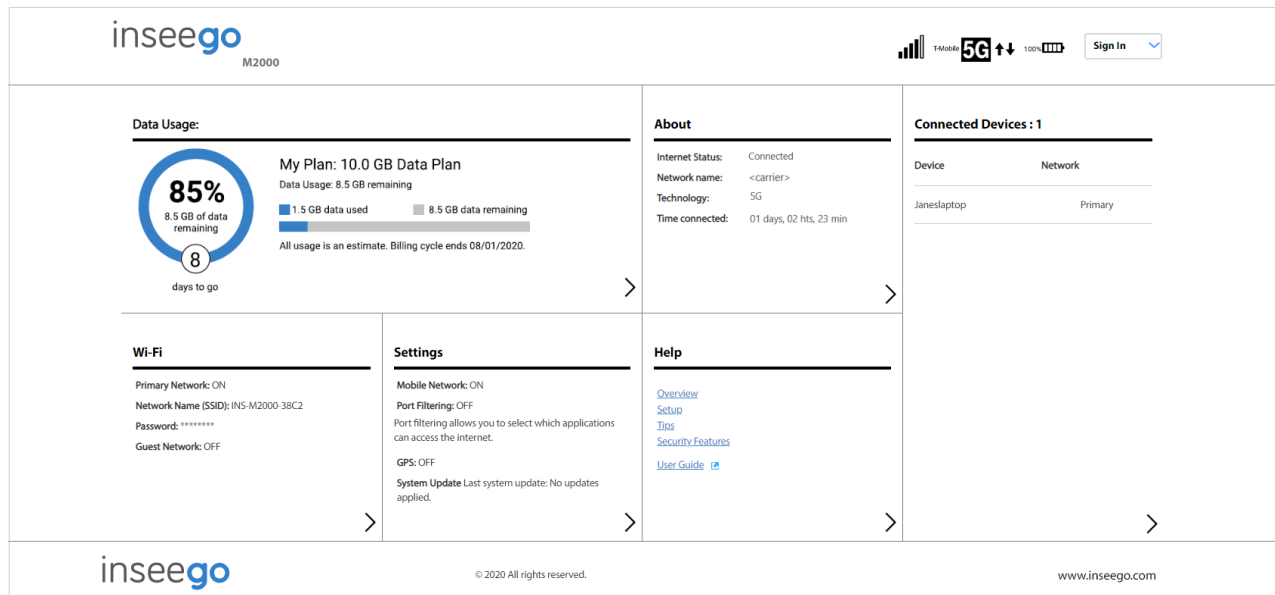 inseego
M2000
T-Mobile 5G 100% Sign In
Data Usage:
85%
8.5 GB of data
remaining
8
days to go
My Plan: 10.0 GB Data Plan
Data Usage: 8.5 GB remaining
1.5 GB data used 8.5 GB data remaining
All usage is an estimate. Billing cycle ends 08/01/2020.
About
Internet Status: Connected
Network name: <carrier>
Technology: 5G
Time connected: 01 days, 02 hts, 23 min
Connected Devices : 1
Device Network
Janeslaptop Primary
Wi-Fi
Primary Network: ON
Network Name (SSID): INS-M2000-38C2
Password: ********
Guest Network: OFF
Settings
Mobile Network: ON
Port Filtering: OFF
Port filtering allows you to select which applications
can access the internet.
GPS: OFF
System Update Last system update: No updates
applied.
Help
Overview
Setup
Tips
Security Features
User Guide
inseego
© 2020 All rights reserved.
www.inseego.com